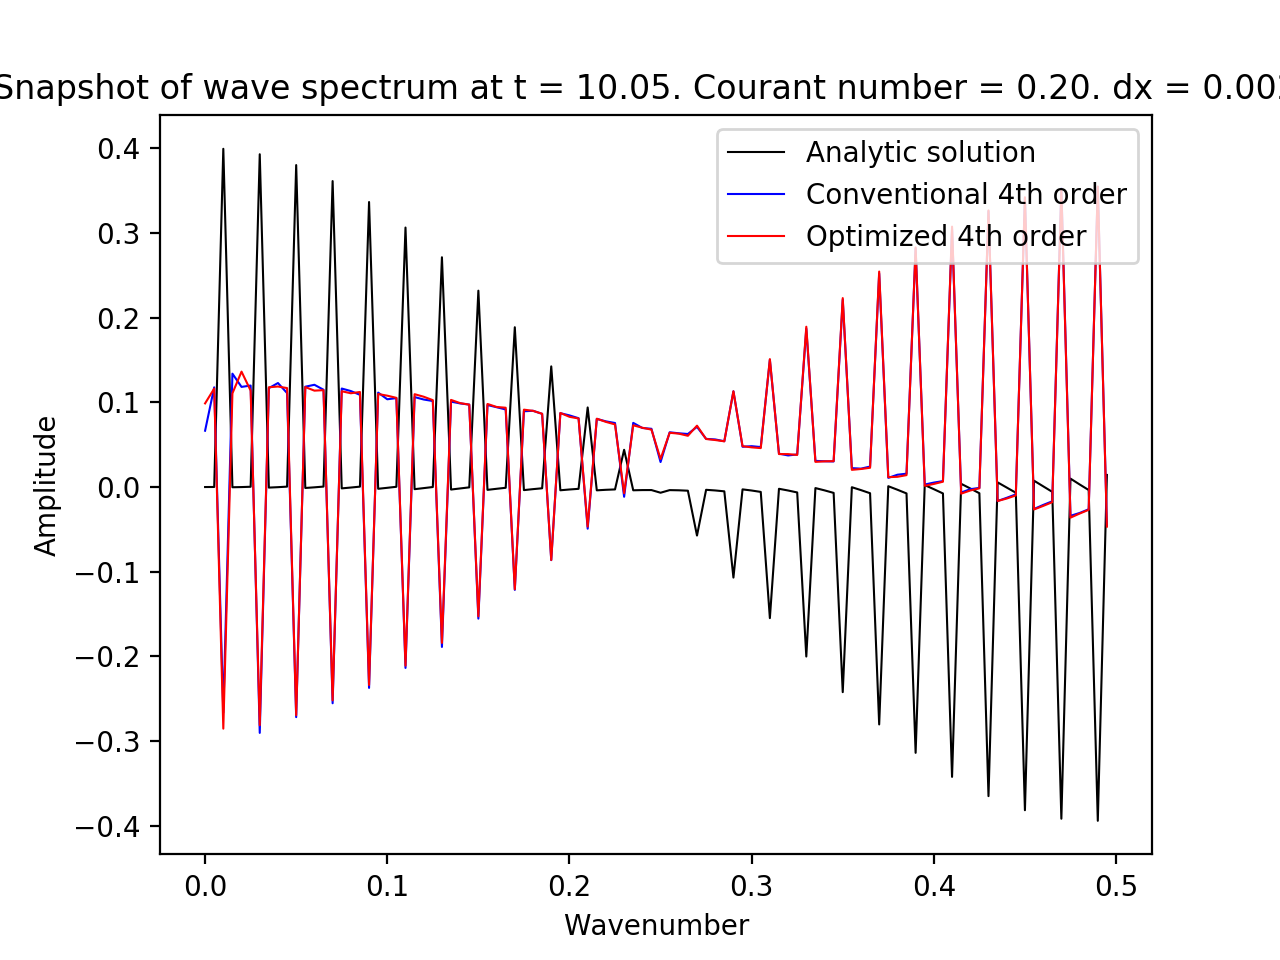 Snapshot of wave spectrum at t = 10.05. Courant number = 0.20. dx = 0.00
Analytic solution
Conventional 4th order
Optimized 4th order
0.4
0.3
0.2
0.1
0.0
−0.1
−0.2
−0.3
−0.4
Amplitude
0.0 0.1 0.2 0.3 0.4 0.5
Wavenumber